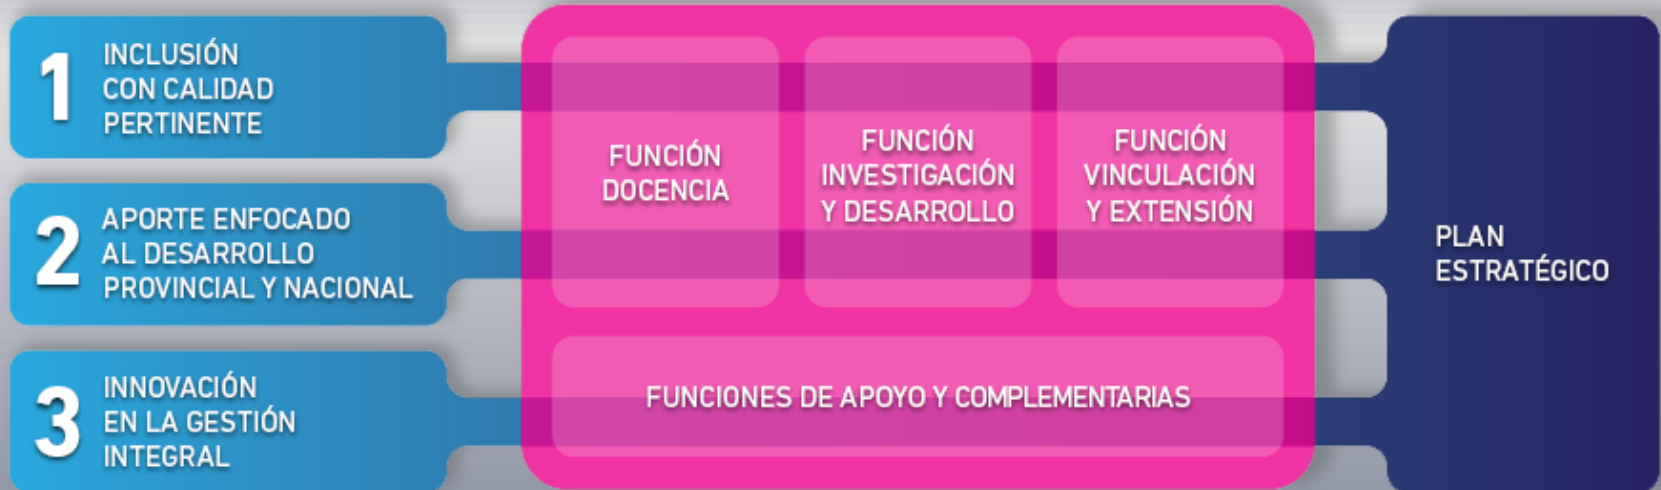 1
INCLUSIÓN
CON CALIDAD
PERTINENTE
2
APORTE ENFOCADO
AL DESARROLLO
PROVINCIAL Y NACIONAL
3
INNOVACIÓN
EN LA GESTIÓN
INTEGRAL
FUNCIÓN
DOCENCIA
FUNCIÓN
INVESTIGACIÓN
Y DESARROLLO
FUNCIÓN
VINCULACIÓN
Y EXTENSIÓN
FUNCIONES DE APOYO Y COMPLEMENTARIAS
PLAN
ESTRATÉGICO